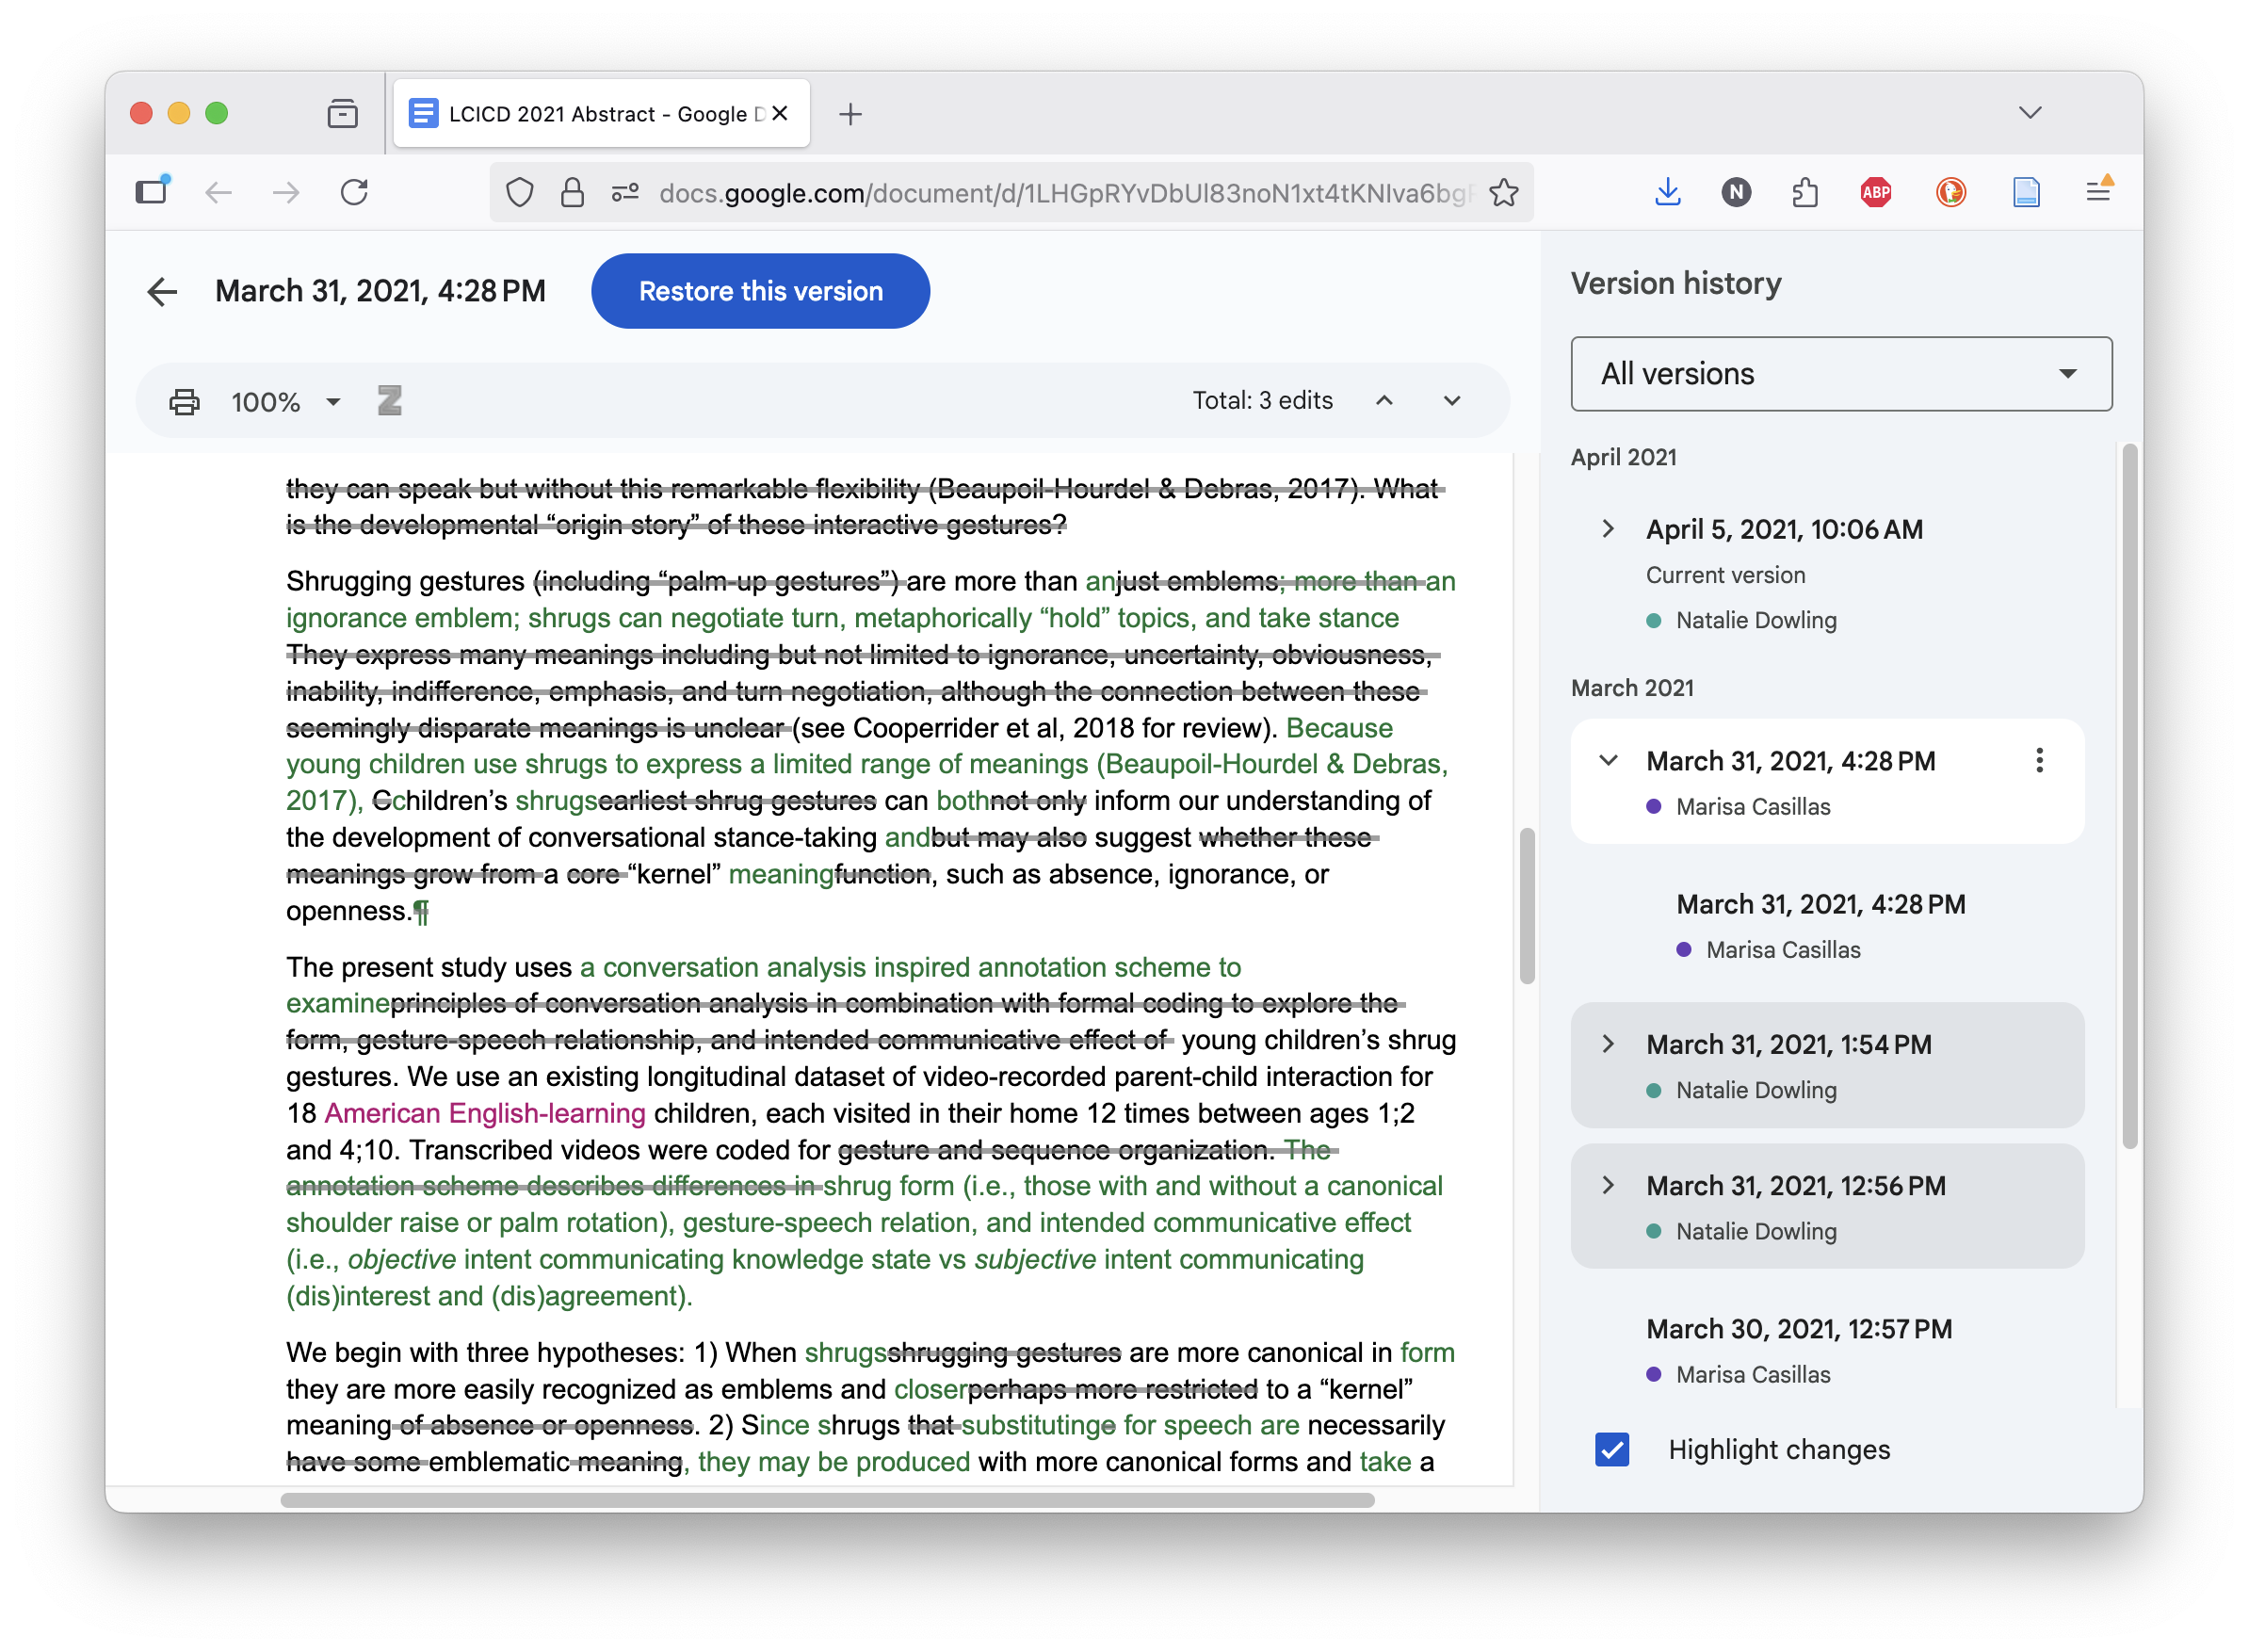 LCICD 2021 Abstract - Google D
docs.google.com/document/d/1LHGpRYvDbUl83noN1xt4tKNlva6bg
N
ABP
March 31, 2021, 4:28 PM
Restore this version
100%
Z
Total: 3 edits
they can speak but without this remarkable flexibility (Beaupoil-Hourdel & Debras, 2017). What
is the developmental “origin story” of these interactive gestures?
Shrugging gestures (including “palm-up gestures”) are more than anjust emblems; more than an
ignorance emblem; shrugs can negotiate turn, metaphorically “hold” topics, and take stance
They express many meanings including but not limited to ignorance, uncertainty, obviousness,
inability, indifference, emphasis, and turn negotiation, although the connection between these
seemingly disparate meanings is unclear (see Cooperrider et al, 2018 for review). Because
young children use shrugs to express a limited range of meanings (Beaupoil-Hourdel & Debras,
2017), Cchildren’s shrugsearliest shrug gestures can bothnot only inform our understanding of
the development of conversational stance-taking andbut may also suggest whether these
meanings grow from a core “kernel” meaningfunction, such as absence, ignorance, or
openness.¶
The present study uses a conversation analysis inspired annotation scheme to
examineprinciples of conversation analysis in combination with formal coding to explore the
form, gesture-speech relationship, and intended communicative effect of young children’s shrug
gestures. We use an existing longitudinal dataset of video-recorded parent-child interaction for
18 American English-learning children, each visited in their home 12 times between ages 1;2
and 4;10. Transcribed videos were coded for gesture and sequence organization. The
annotation scheme describes differences in shrug form (i.e., those with and without a canonical
shoulder raise or palm rotation), gesture-speech relation, and intended communicative effect
(i.e., objective intent communicating knowledge state vs subjective intent communicating
(dis)interest and (dis)agreement).
We begin with three hypotheses: 1) When shrugsshrugging gestures are more canonical in form
they are more easily recognized as emblems and closerperhaps more restricted to a “kernel”
meaning of absence or openness. 2) Since shrugs that substitutinge for speech are necessarily
have some emblematic meaning, they may be produced with more canonical forms and take a
Version history
All versions
April 2021
April 5, 2021, 10:06 AM
Current version
Natalie Dowling
March 2021
March 31, 2021, 4:28 PM
Marisa Casillas
March 31, 2021, 4:28 PM
Marisa Casillas
March 31, 2021, 1:54 PM
Natalie Dowling
March 31, 2021, 12:56 PM
Natalie Dowling
March 30, 2021, 12:57 PM
Marisa Casillas
Highlight changes